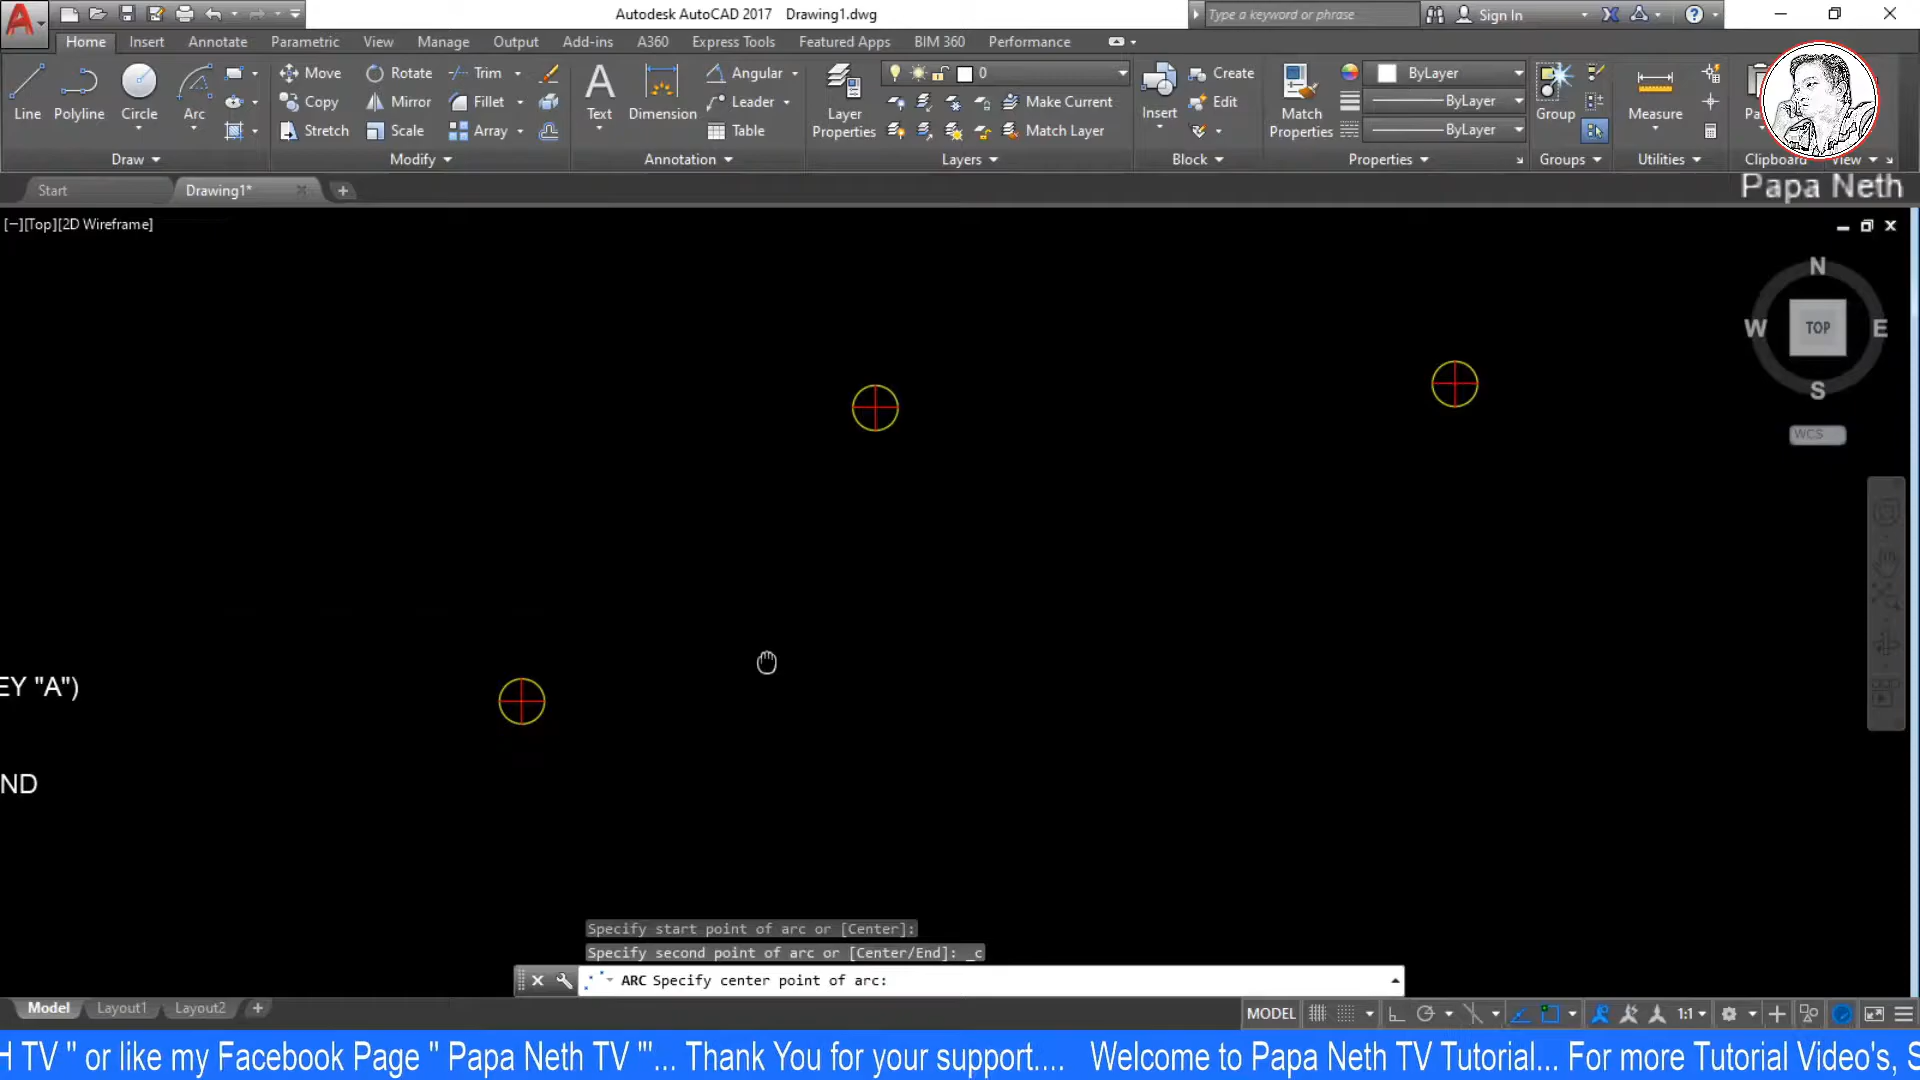 Autodesk AutoCAD 2017 Drawing1.dwg
Type a keyword or phrase
Sign In
Home Insert Annotate Parametric View Manage Output Add-ins A360 Express Tools Featured Apps BIM 360 Performance
Line Polyline Circle Arc
Move Rotate Trim
Copy Mirror Fillet
Stretch Scale Array
Text Dimension
Angular
Leader
Table
Layer Properties
0
Make Current
Match Layer
Insert
Create
Edit
Match Properties
ByLayer
ByLayer
ByLayer
Group
Measure
Draw Modify Annotation Layers Block Properties Groups Utilities Clipboard View
Start Drawing1*
Papa Neth
[−][Top][2D Wireframe]
N
W TOP E
S
WCS
EY "A")
ND
Specify start point of arc or [Center]:
Specify second point of arc or [Center/End]: _c
ARC Specify center point of arc:
Model Layout1 Layout2
MODEL 1:1
H TV " or like my Facebook Page " Papa Neth TV "'... Thank You for your support.... Welcome to Papa Neth TV Tutorial... For more Tutorial Video's, S